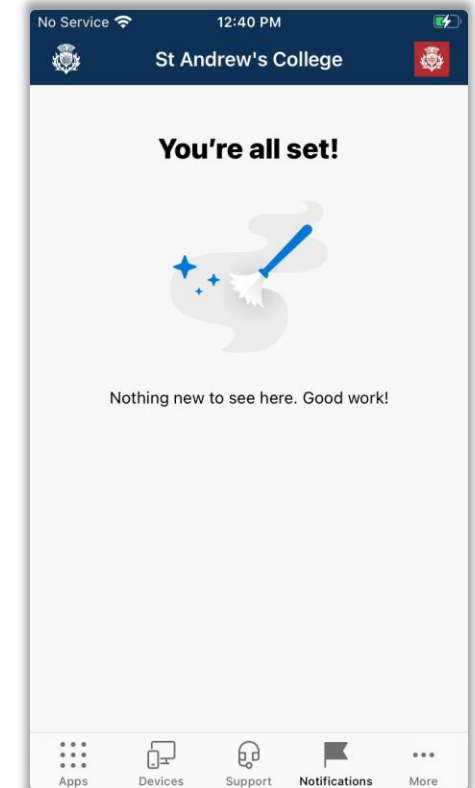 No Service 12:40 PM
St Andrew's College
You're all set!
Nothing new to see here. Good work!
Apps Devices Support Notifications More